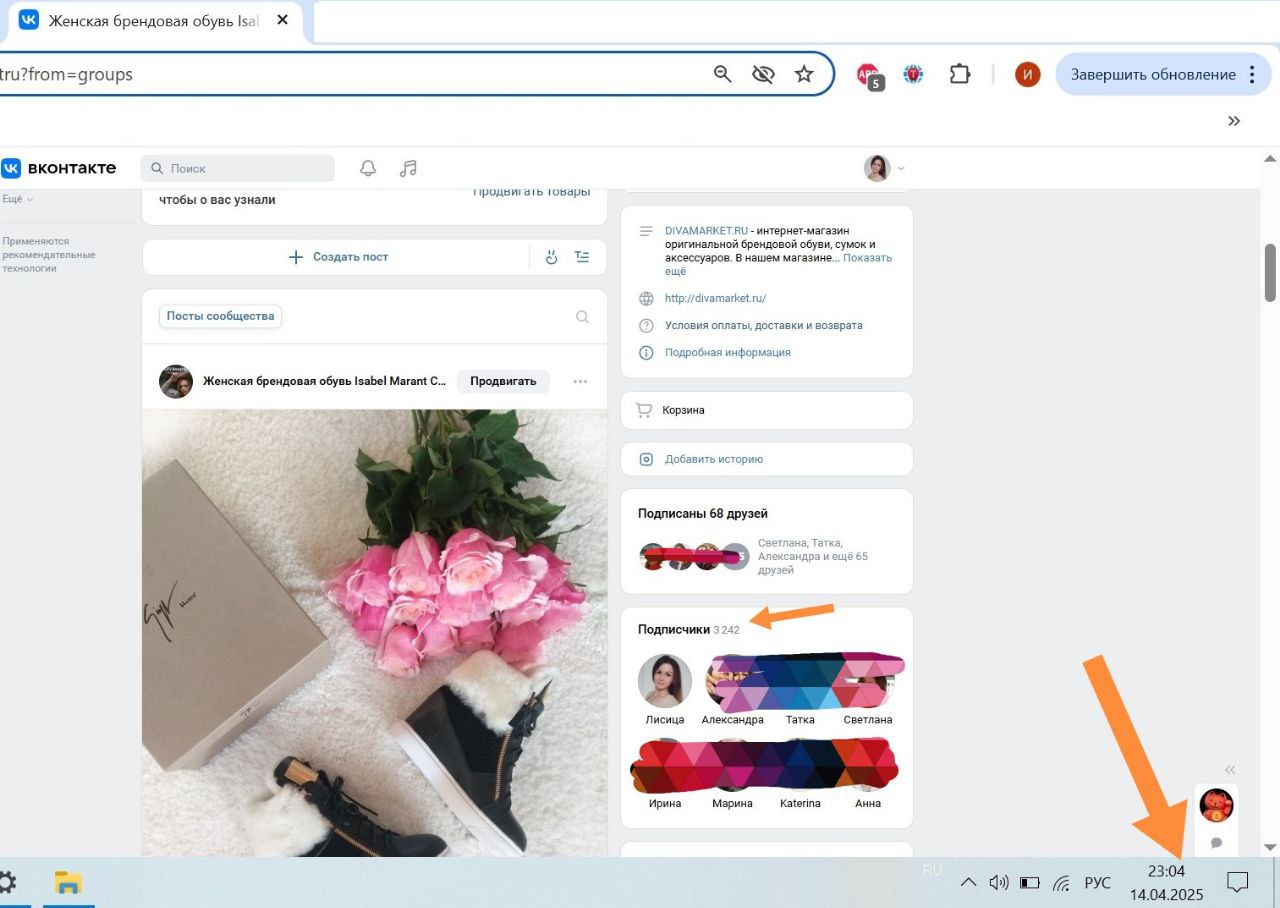 Женская брендовая обувь Isa
tru?from=groups
5
И
Завершить обновление
»
вконтакте
Поиск
Ещё
Применяются
рекомендательные
технологии
чтобы о вас узнали
Продвигать товары
Создать пост
Посты сообщества
Женская брендовая обувь Isabel Marant С...
Продвигать
DIVAMARKET.RU - интернет-магазин
оригинальной брендовой обуви, сумок и
аксессуаров. В нашем магазине... Показать
ещё
http://divamarket.ru/
Условия оплаты, доставки и возврата
Подробная информация
Корзина
Добавить историю
Подписаны 68 друзей
Светлана, Татка,
Александра и ещё 65
друзей
Подписчики 3 242
Лисица Александра Татка Светлана
Ирина Марина Katerina Анна
RU
РУС
23:04
14.04.2025